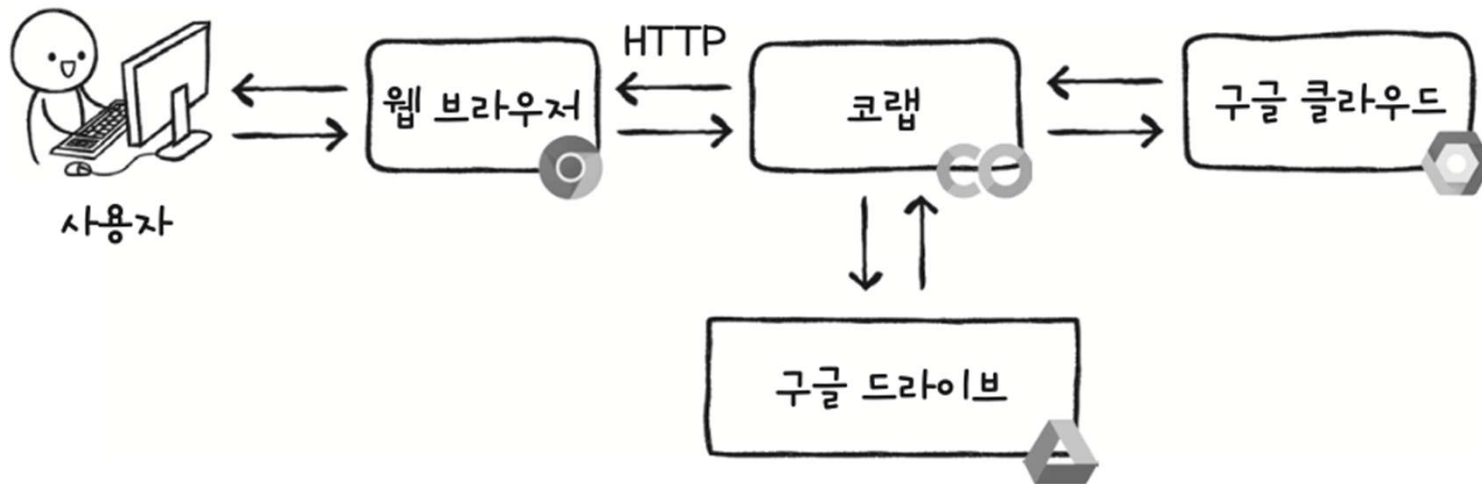 HTTP
웹 브라우저
코랩
구글 클라우드
사용자
구글 드라이브